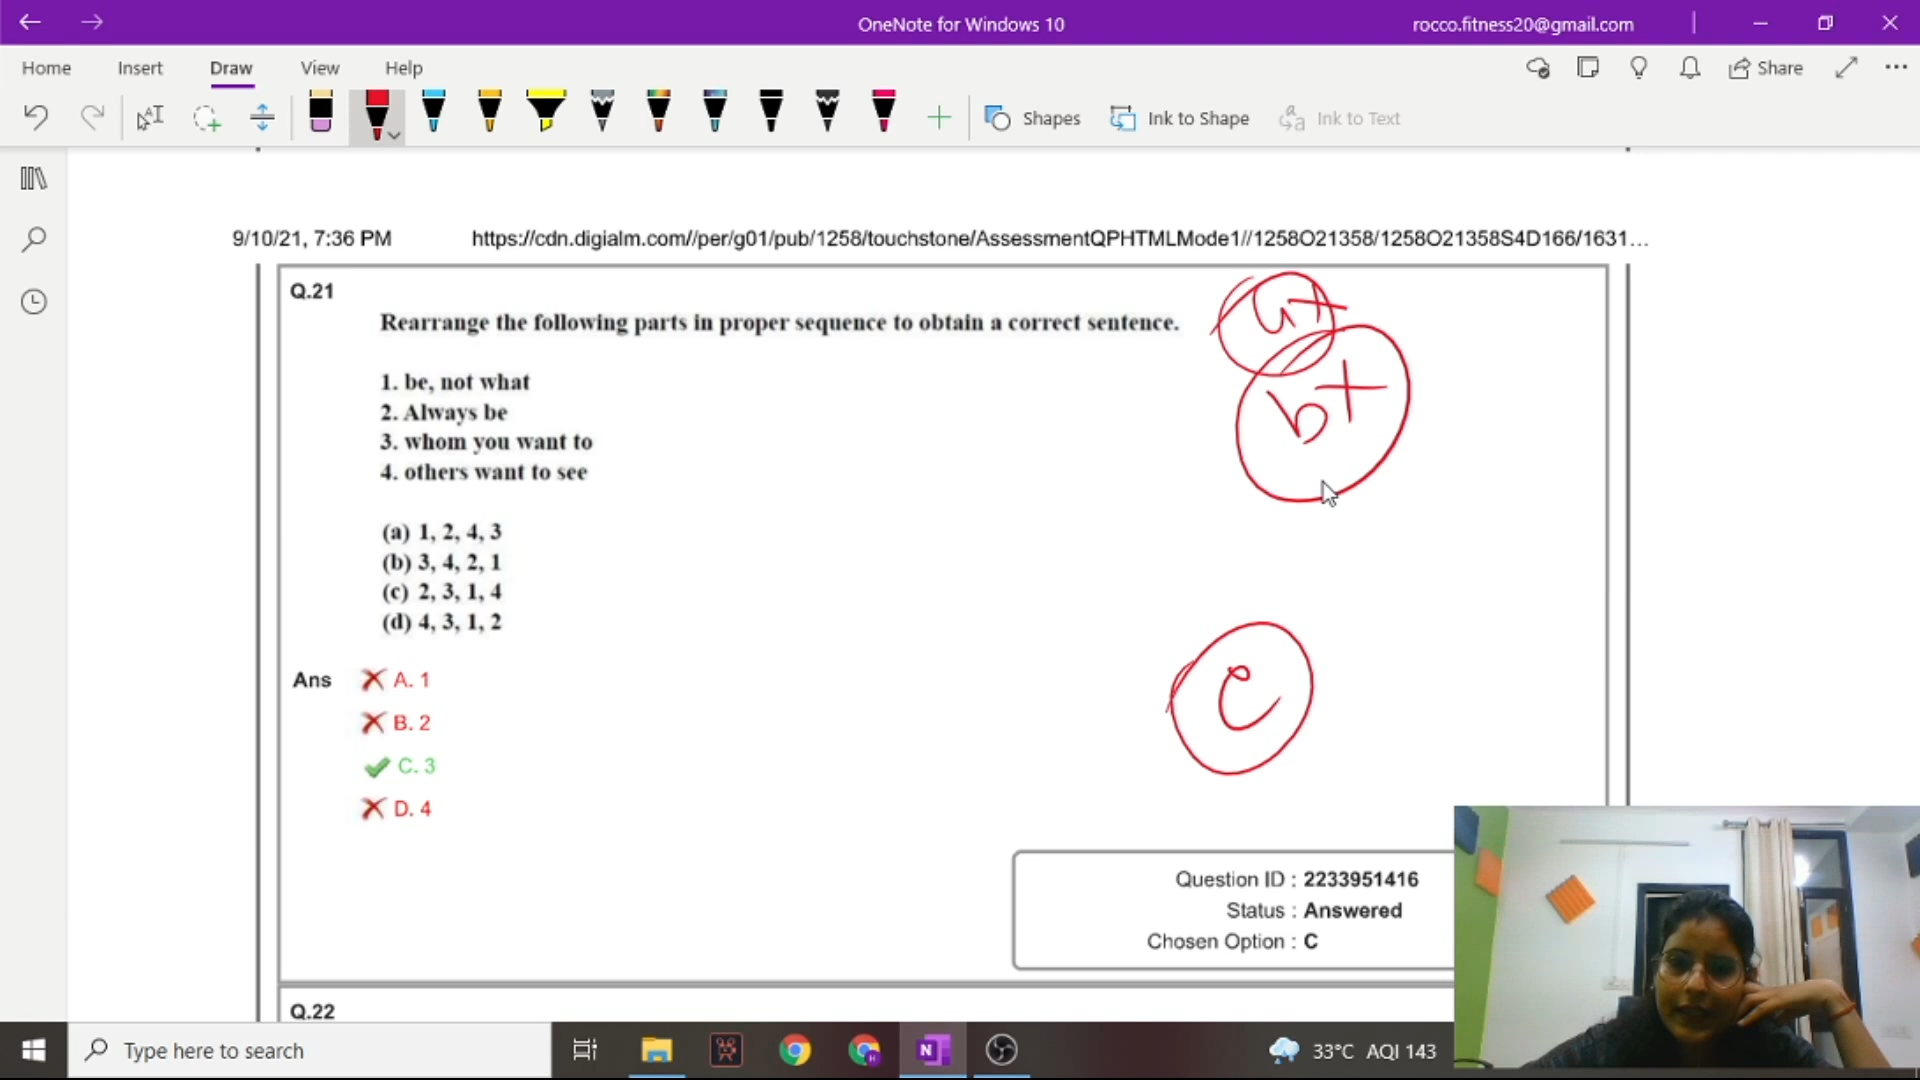 OneNote for Windows 10
rocco.fitness20@gmail.com
Home Insert Draw View Help
Share
Shapes Ink to Shape Ink to Text
9/10/21, 7:36 PM https://cdn.digialm.com//per/g01/pub/1258/touchstone/AssessmentQPHTMLMode1//1258O21358/1258O21358S4D166/1631...
Q.21
Rearrange the following parts in proper sequence to obtain a correct sentence.
1. be, not what
2. Always be
3. whom you want to
4. others want to see
(a) 1, 2, 4, 3
(b) 3, 4, 2, 1
(c) 2, 3, 1, 4
(d) 4, 3, 1, 2
b
c
Ans
A. 1
B. 2
C. 3
D. 4
Question ID : 2233951416
Status : Answered
Chosen Option : C
Q.22
Type here to search
33°C AQI 143